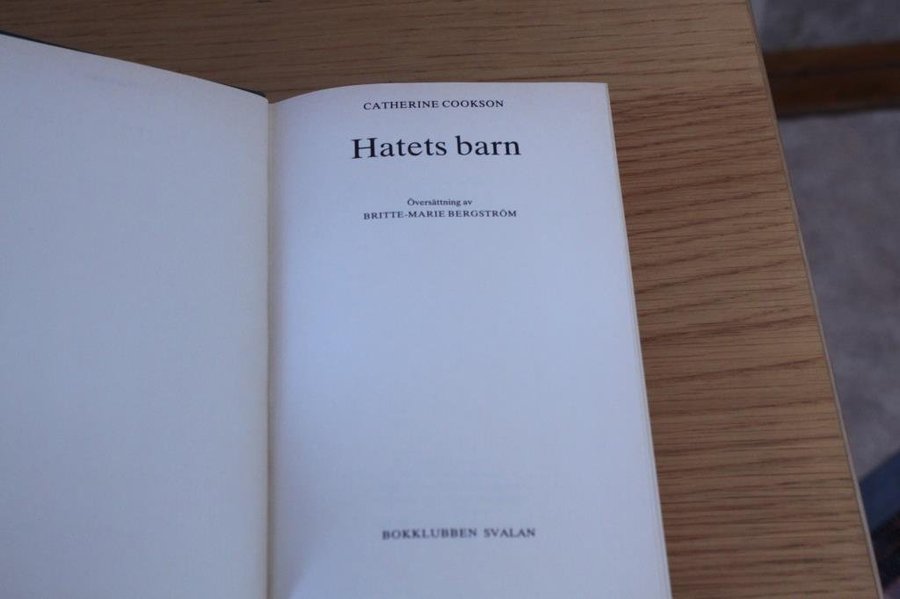 CATHERINE COOKSON
Hatets barn
Översättning av
BRITTE-MARIE BERGSTRÖM
BOKKLUBBEN SVALAN